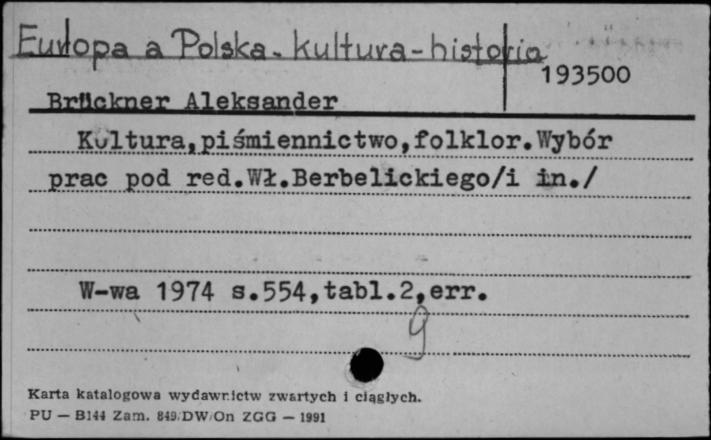 Europa a Polska - kultura - historia
193500
Brückner Aleksander
Kultura,piśmiennictwo,folklor.Wybór
prac pod red.Wł.Berbelickiego/i in./
W-wa 1974 s.554,tabl.2,err.
9
Karta katalogowa wydawnictw zwartych i ciągłych.
PU — B144 Zam. 849/DW/On ZGG — 1991